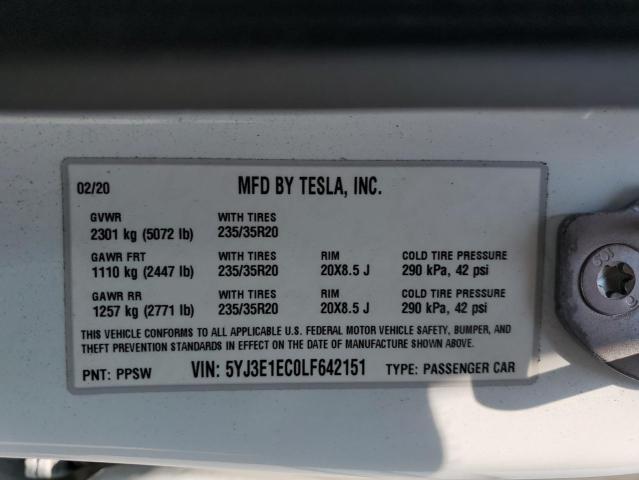 02/20 MFD BY TESLA, INC.
GVWR WITH TIRES
2301 kg (5072 lb) 235/35R20
GAWR FRT WITH TIRES RIM COLD TIRE PRESSURE
1110 kg (2447 lb) 235/35R20 20X8.5 J 290 kPa, 42 psi
GAWR RR WITH TIRES RIM COLD TIRE PRESSURE
1257 kg (2771 lb) 235/35R20 20X8.5 J 290 kPa, 42 psi
THIS VEHICLE CONFORMS TO ALL APPLICABLE U.S. FEDERAL MOTOR VEHICLE SAFETY, BUMPER, AND
THEFT PREVENTION STANDARDS IN EFFECT ON THE DATE OF MANUFACTURE SHOWN ABOVE.
PNT: PPSW VIN: 5YJ3E1EC0LF642151 TYPE: PASSENGER CAR